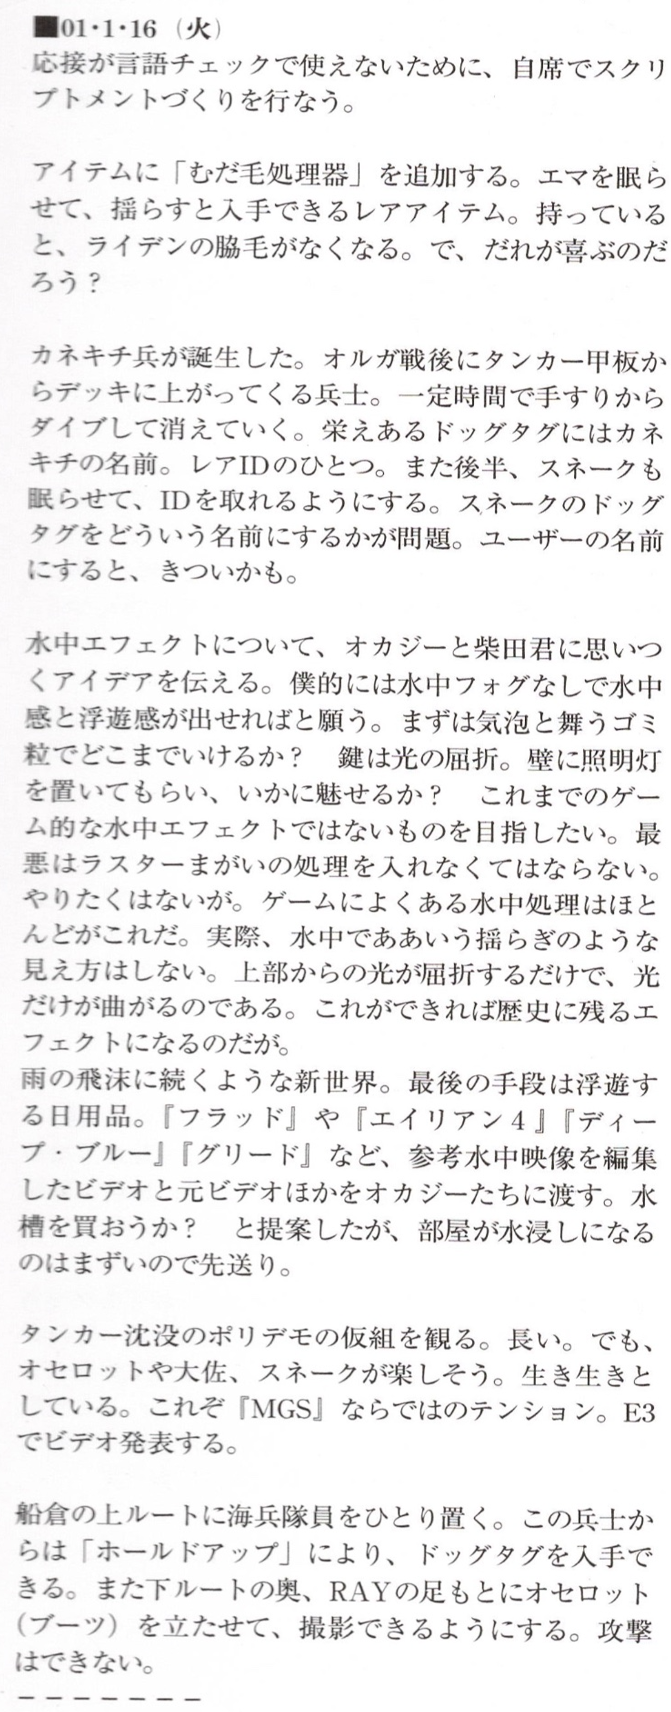 ■01・1・16（火）
応接が言語チェックで使えないために、自席でスクリ
プトメントづくりを行なう。
アイテムに「むだ毛処理器」を追加する。エマを眠ら
せて、揺らすと入手できるレアアイテム。持っている
と、ライデンの脇毛がなくなる。で、だれが喜ぶのだ
ろう？
カネキチ兵が誕生した。オルガ戦後にタンカー甲板か
らデッキに上がってくる兵士。一定時間で手すりから
ダイブして消えていく。栄えあるドッグタグにはカネ
キチの名前。レアIDのひとつ。また後半、スネークも
眠らせて、IDを取れるようにする。スネークのドッグ
タグをどういう名前にするかが問題。ユーザーの名前
にすると、きついかも。
水中エフェクトについて、オカジーと柴田君に思いつ
くアイデアを伝える。僕的には水中フォグなしで水中
感と浮遊感が出せればと願う。まずは気泡と舞うゴミ
粒でどこまでいけるか？　鍵は光の屈折。壁に照明灯
を置いてもらい、いかに魅せるか？　これまでのゲー
ム的な水中エフェクトではないものを目指したい。最
悪はラスターまがいの処理を入れなくてはならない。
やりたくはないが。ゲームによくある水中処理はほと
んどがこれだ。実際、水中でああいう揺らぎのような
見え方はしない。上部からの光が屈折するだけで、光
だけが曲がるのである。これができれば歴史に残るエ
フェクトになるのだが。
雨の飛沫に続くような新世界。最後の手段は浮遊す
る日用品。『フラッド』や『エイリアン４』『ディー
プ・ブルー』『グリード』など、参考水中映像を編集
したビデオと元ビデオほかをオカジーたちに渡す。水
槽を買おうか？　と提案したが、部屋が水浸しになる
のはまずいので先送り。
タンカー沈没のポリデモの仮組を観る。長い。でも、
オセロットや大佐、スネークが楽しそう。生き生きと
している。これぞ『MGS』ならではのテンション。E3
でビデオ発表する。
船倉の上ルートに海兵隊員をひとり置く。この兵士か
らは「ホールドアップ」により、ドッグタグを入手で
きる。また下ルートの奥、RAYの足もとにオセロット
（ブーツ）を立たせて、撮影できるようにする。攻撃
はできない。
－－－－－－－